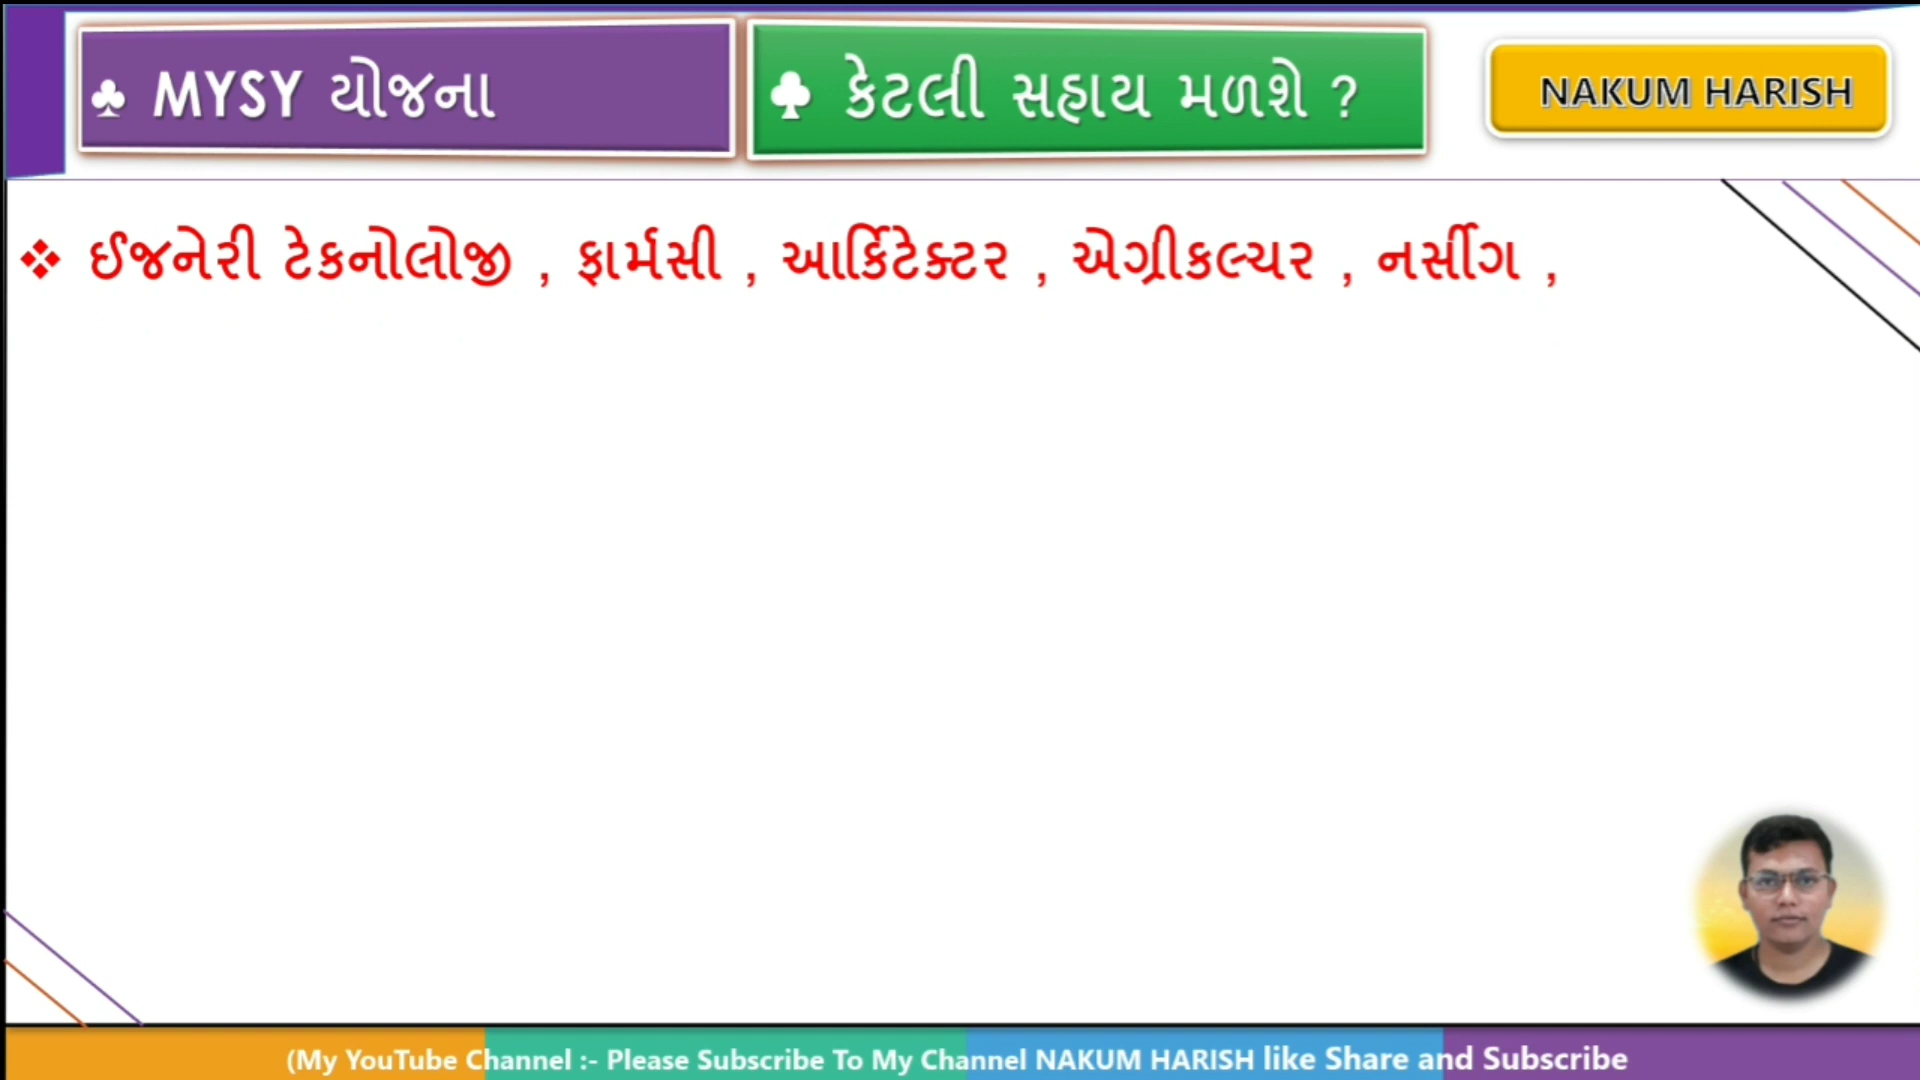 ♣ MYSY યોજના
♣ કેટલી સહાય મળશે ?
NAKUM HARISH
❖ ઈજનેરી ટેકનોલોજી , ફાર્મસી , આર્કિટેક્ટર , એગ્રીકલ્ચર , નર્સીગ ,
(My YouTube Channel :- Please Subscribe To My Channel NAKUM HARISH like Share and Subscribe